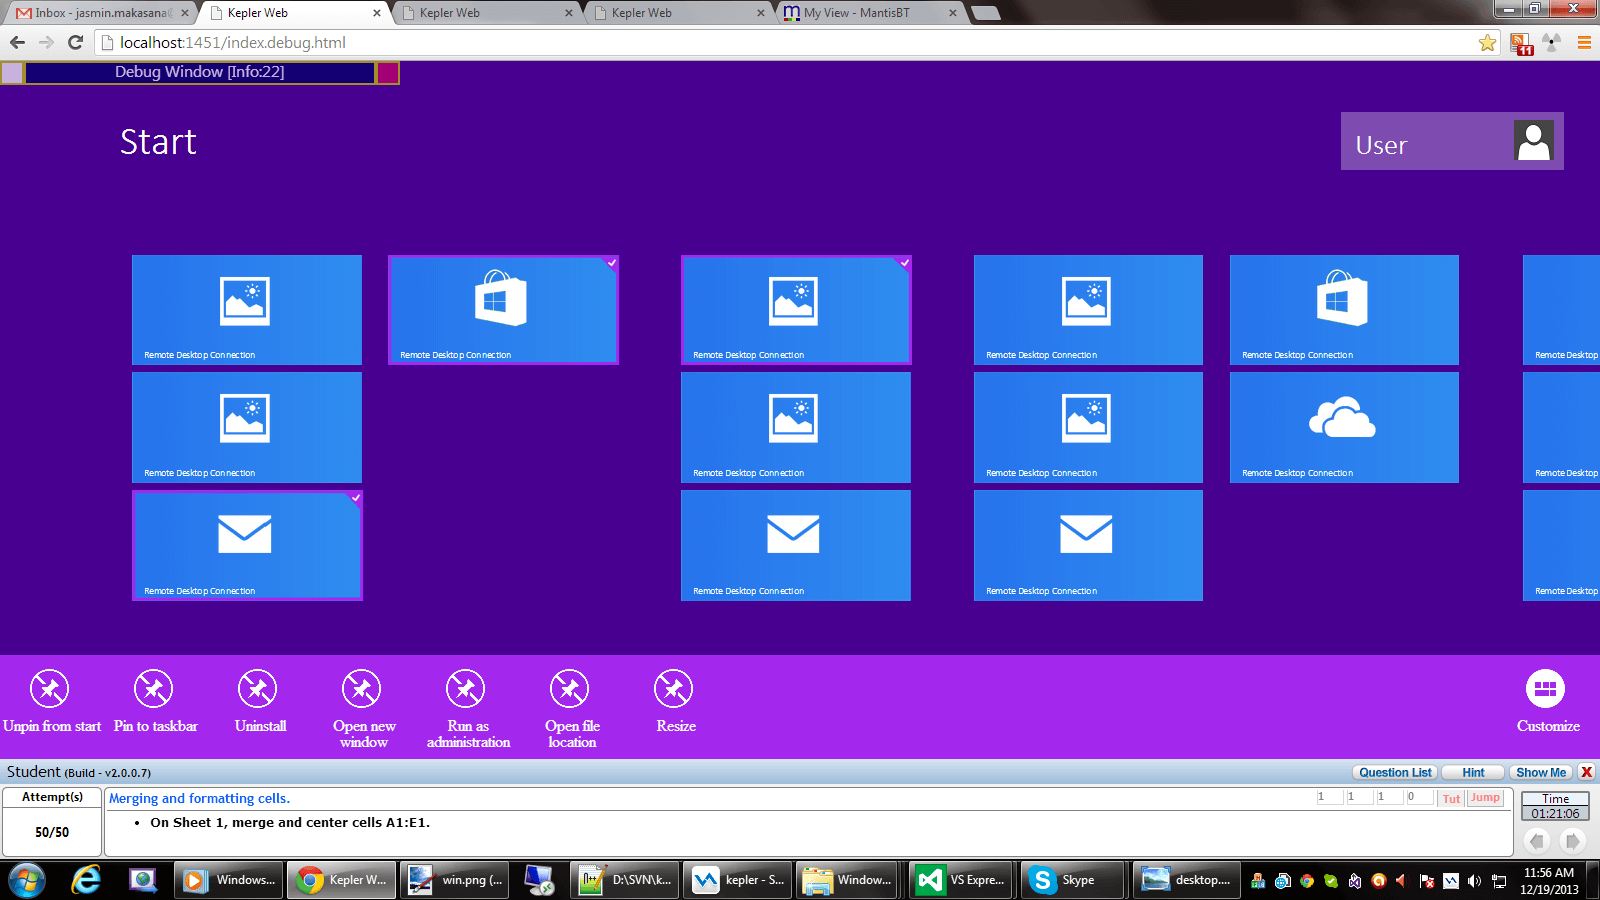 Inbox - jasmin.makasana@
Kepler Web
Kepler Web
Kepler Web
My View - MantisBT
localhost:1451/index.debug.html
11
Debug Window [Info:22]
Start
User
Remote Desktop Connection
Remote Desktop Connection
Remote Desktop Connection
Remote Desktop Connection
Remote Desktop Connection
Remote Desktop
Remote Desktop Connection
Remote Desktop Connection
Remote Desktop Connection
Remote Desktop Connection
Remote Desktop
Remote Desktop Connection
Remote Desktop Connection
Remote Desktop Connection
Remote Desktop
Unpin from start
Pin to taskbar
Uninstall
Open new
window
Run as
administration
Open file
location
Resize
Customize
Student (Build - v2.0.0.7)
Question List
Hint
Show Me
X
Attempt(s)
50/50
Merging and formatting cells.
1 1 1 0
Tut
Jump
• On Sheet 1, merge and center cells A1:E1.
Time
01:21:06
Windows...
Kepler W...
win.png (...
D:\SVN\k...
kepler - S...
Window...
VS Expre...
Skype
desktop....
11:56 AM
12/19/2013